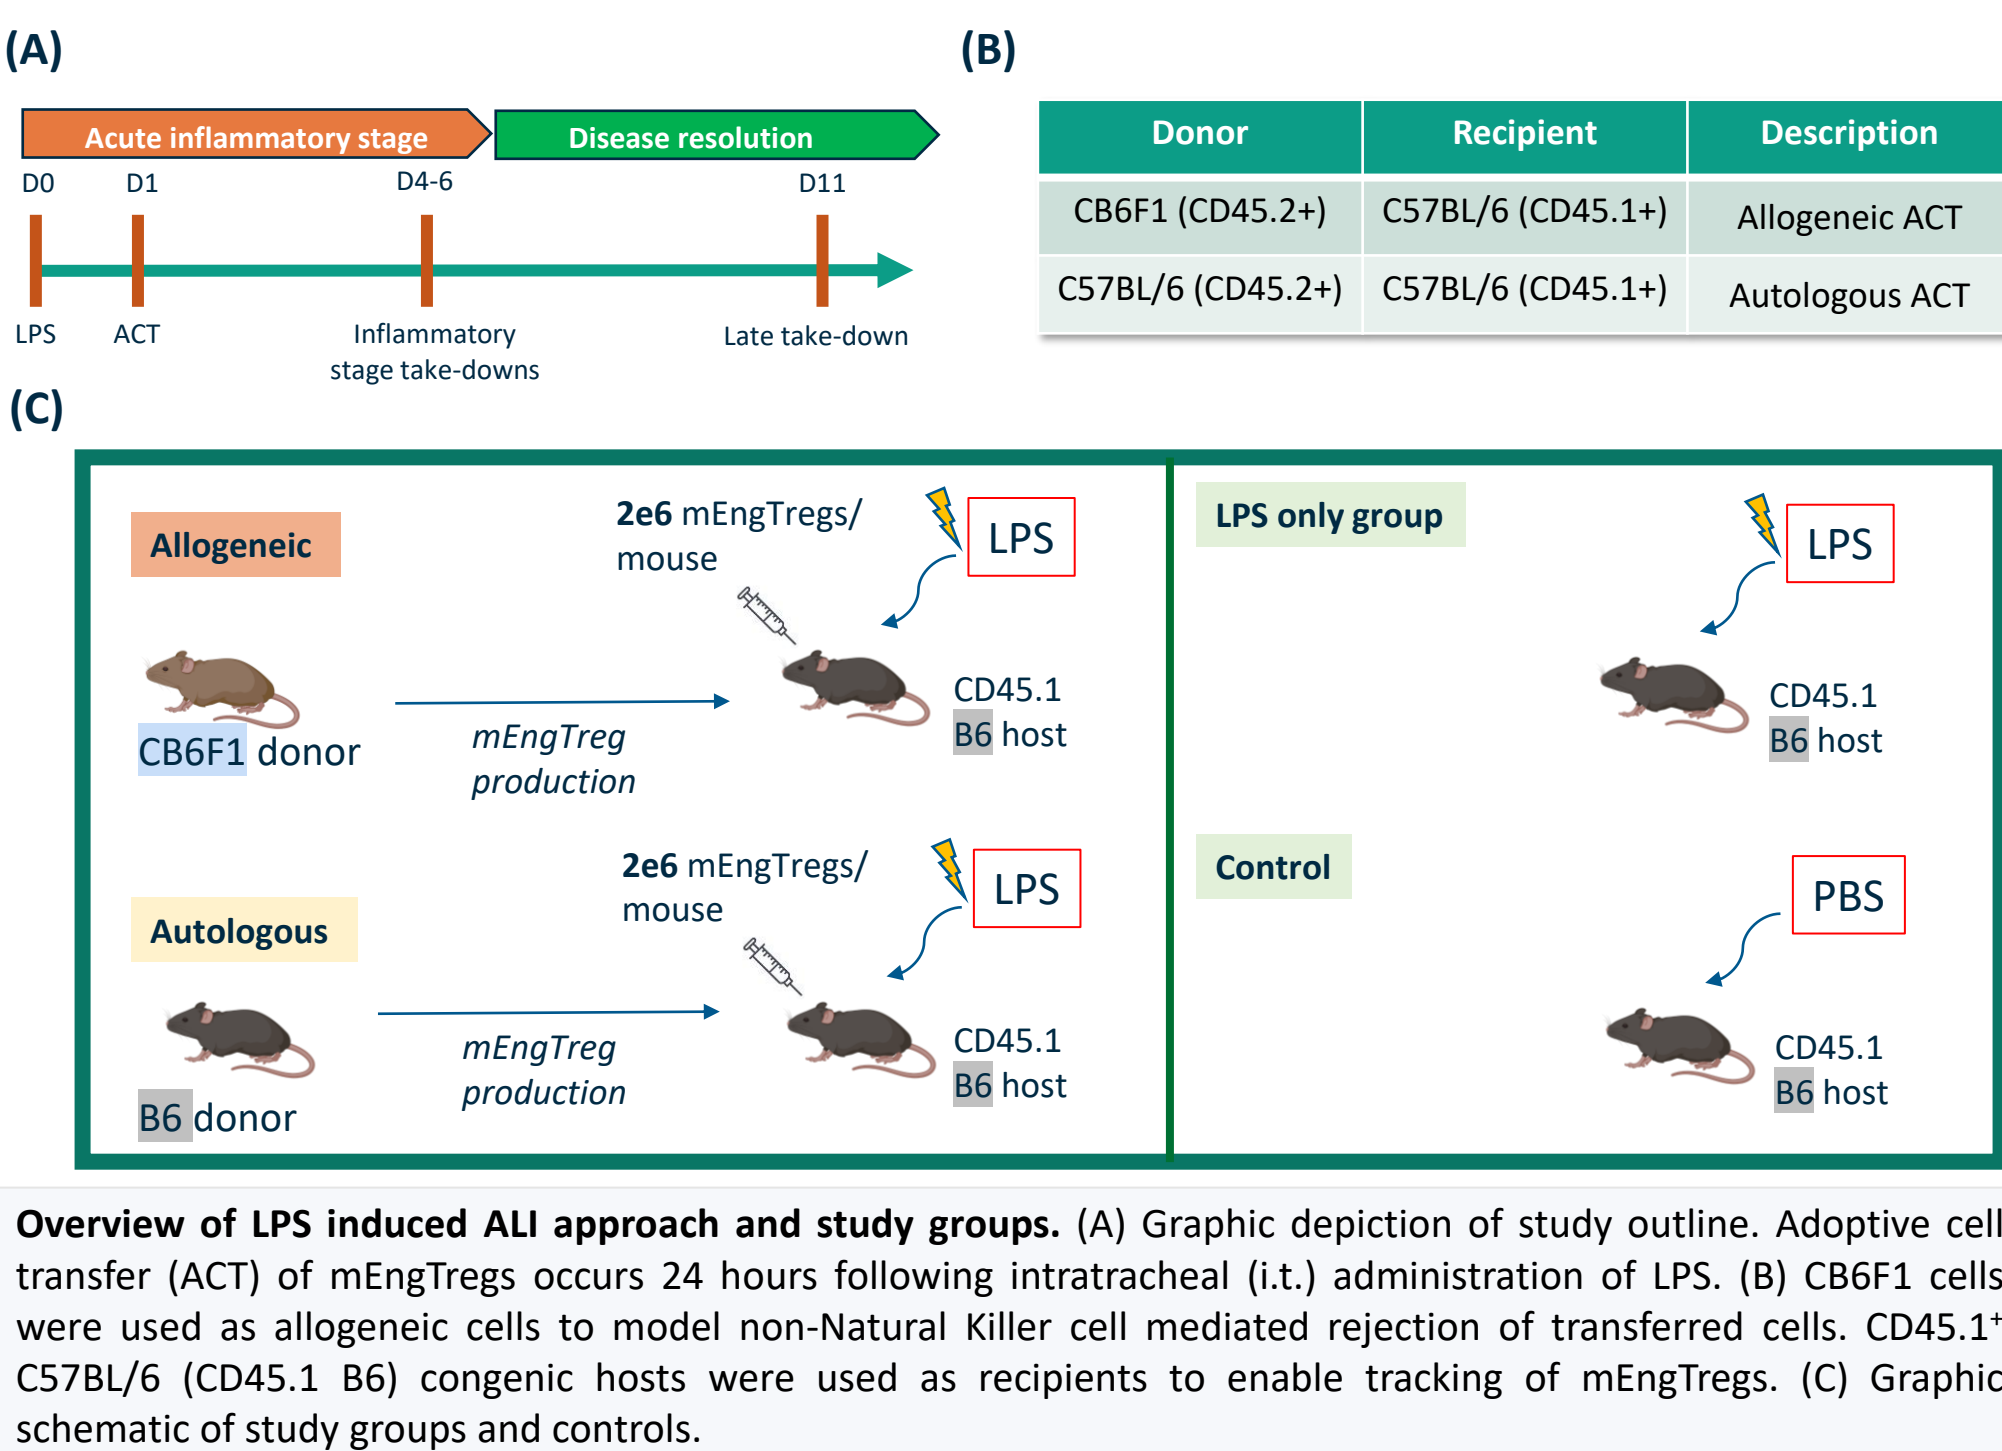 (A)
Acute inflammatory stage
Disease resolution
D0
D1
D4-6
D11
LPS
ACT
Inflammatory
stage take-downs
Late take-down
(B)
Donor Recipient Description
CB6F1 (CD45.2+) C57BL/6 (CD45.1+) Allogeneic ACT
C57BL/6 (CD45.2+) C57BL/6 (CD45.1+) Autologous ACT
(C)
Allogeneic
2e6 mEngTregs/
mouse
LPS
CB6F1 donor
mEngTreg
production
CD45.1
B6 host
Autologous
2e6 mEngTregs/
mouse
LPS
B6 donor
mEngTreg
production
CD45.1
B6 host
LPS only group
LPS
CD45.1
B6 host
Control
PBS
CD45.1
B6 host
Overview of LPS induced ALI approach and study groups. (A) Graphic depiction of study outline. Adoptive cell
transfer (ACT) of mEngTregs occurs 24 hours following intratracheal (i.t.) administration of LPS. (B) CB6F1 cells
were used as allogeneic cells to model non-Natural Killer cell mediated rejection of transferred cells. CD45.1⁺
C57BL/6 (CD45.1 B6) congenic hosts were used as recipients to enable tracking of mEngTregs. (C) Graphic
schematic of study groups and controls.